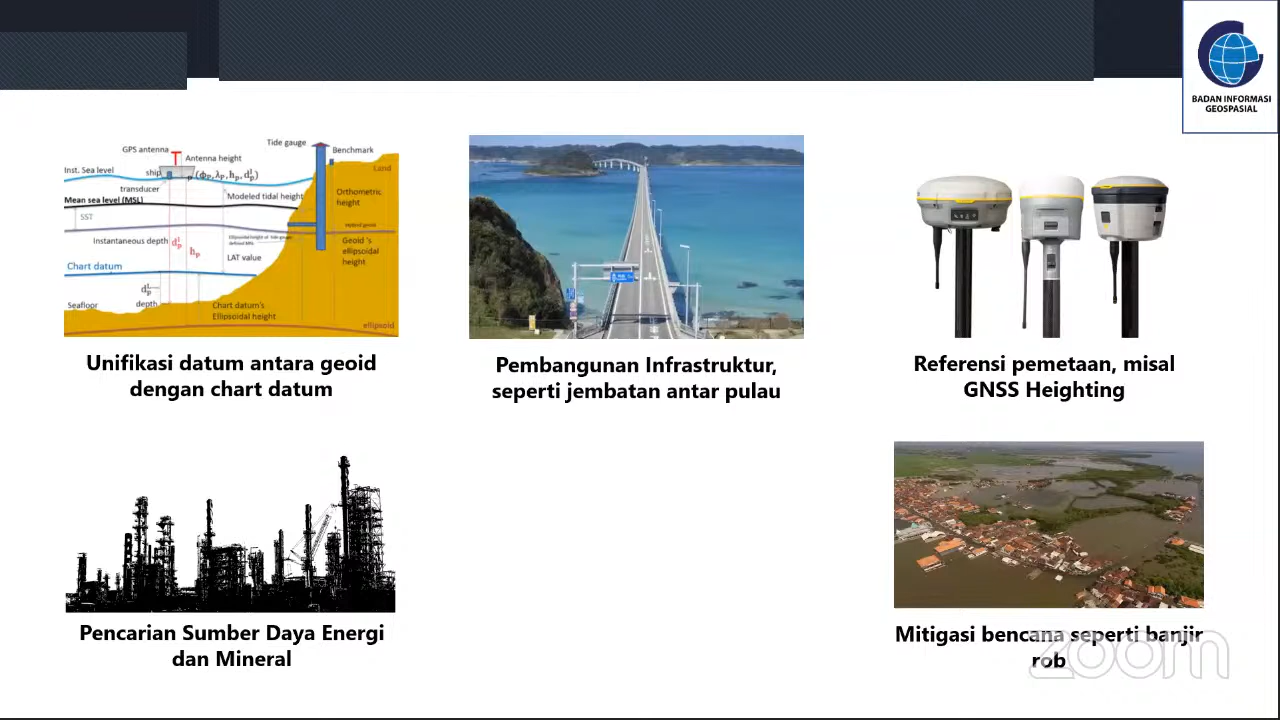 BADAN INFORMASI
GEOSPASIAL
GPS antenna
Tide gauge
Benchmark
Antenna height
Inst. Sea level
ship
Land
transducer
Mean sea level (MSL)
Modeled tidal height
Orthometric
height
SST
Instantaneous depth
Geoid 's
ellipsoidal
height
LAT value
Chart datum
Seafloor
depth
Chart datum's
Ellipsoidal height
ellipsoid
Unifikasi datum antara geoid
dengan chart datum
Pembangunan Infrastruktur,
seperti jembatan antar pulau
Referensi pemetaan, misal
GNSS Heighting
Pencarian Sumber Daya Energi
dan Mineral
Mitigasi bencana seperti banjir
rob
zoom